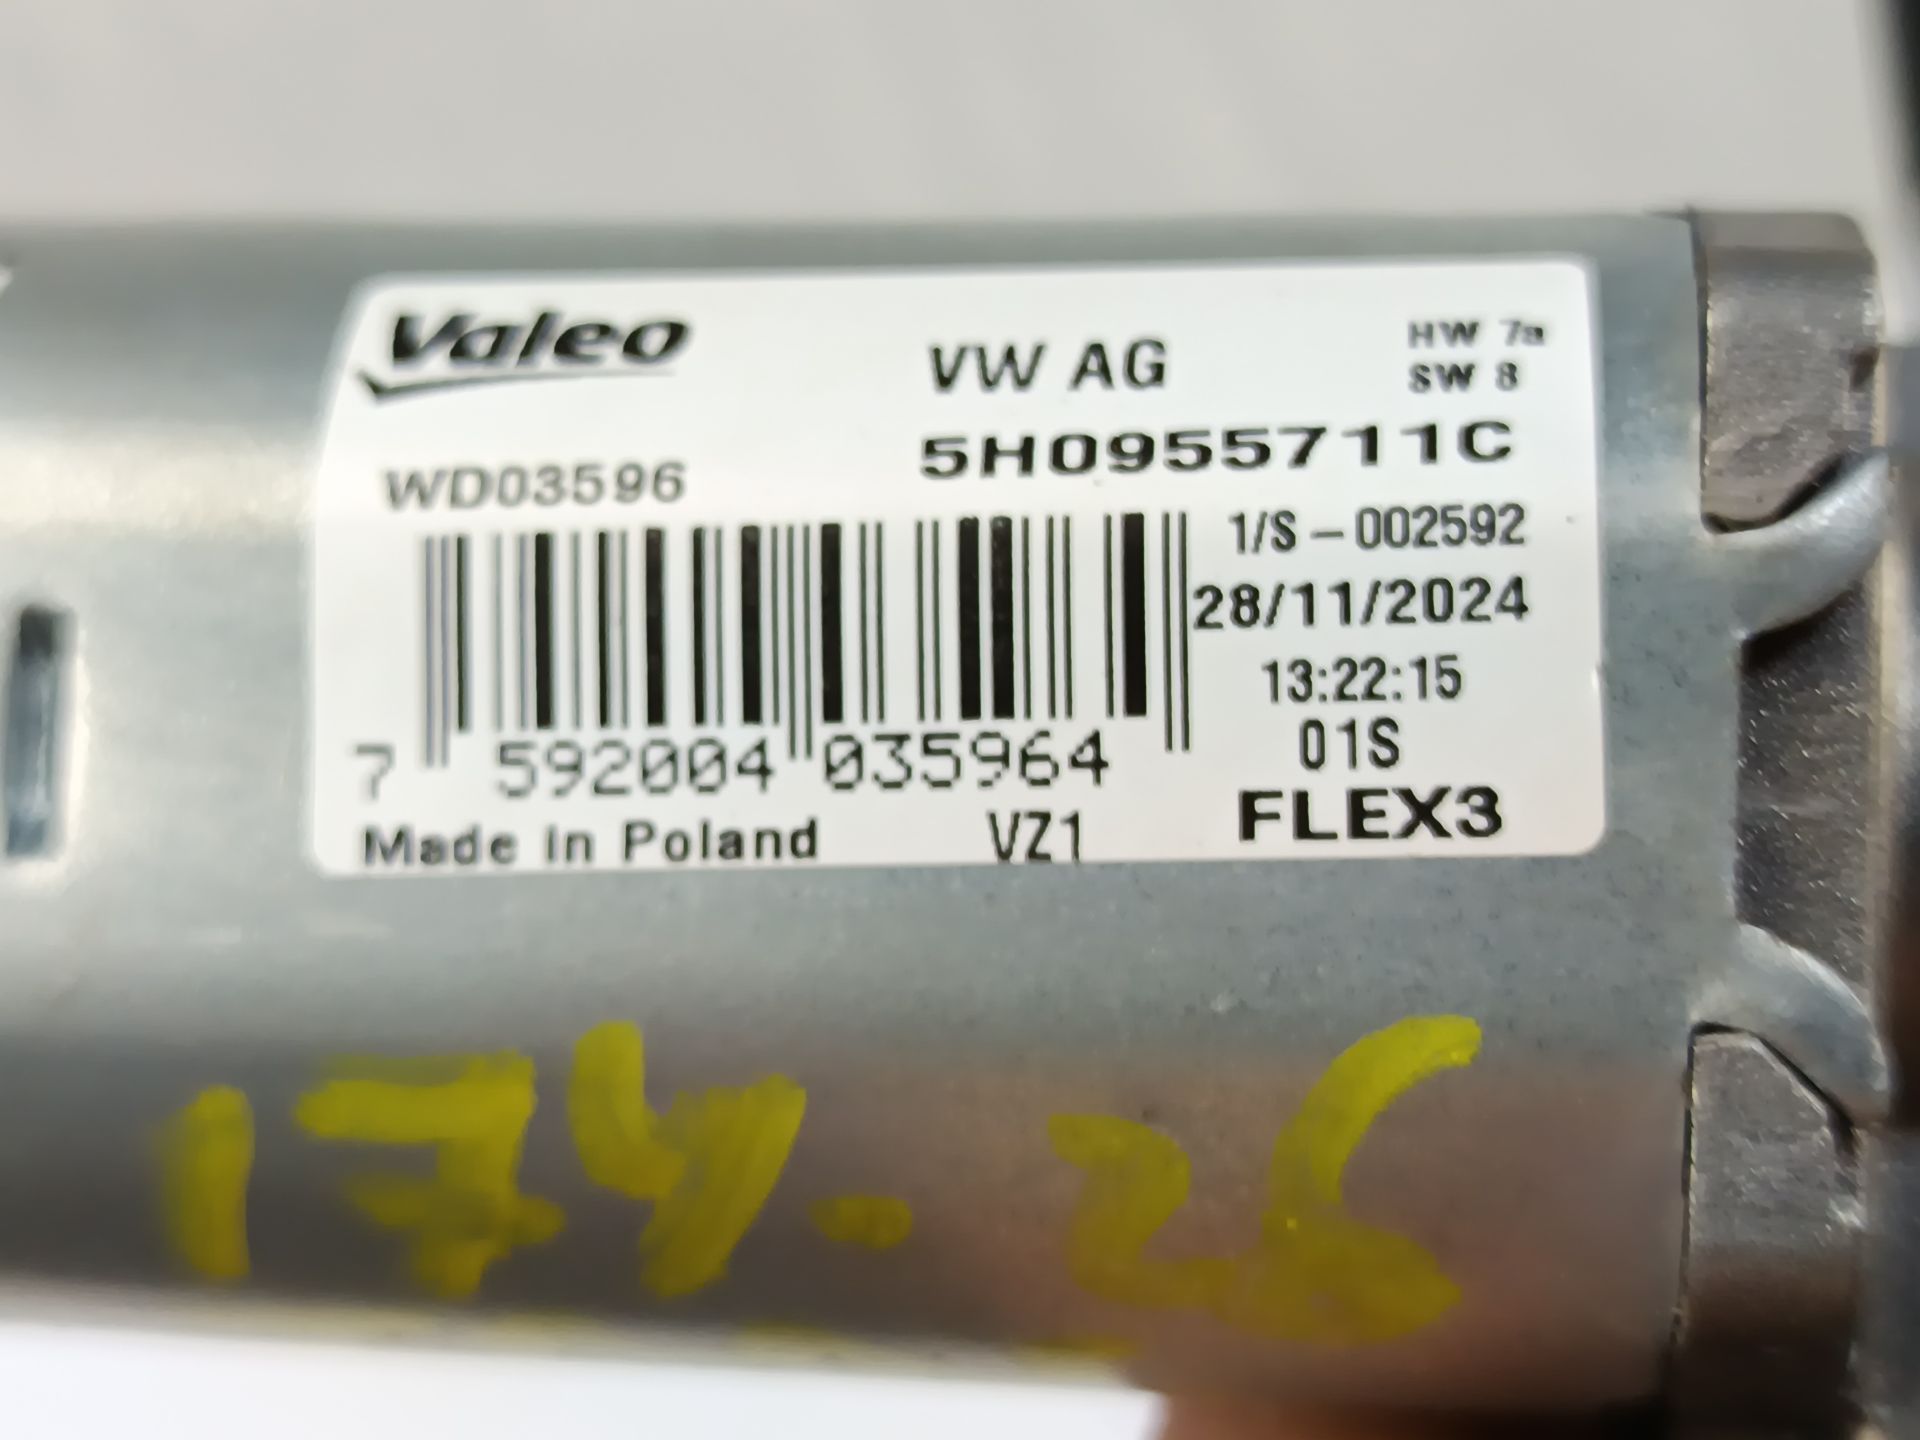 Valeo
VW AG
HW 7a
SW 8
5H0955711C
WD03596
1/S – 002592
28/11/2024
13:22:15
01S
7 592004 035964
FLEX3
Made in Poland
VZ1
174-26